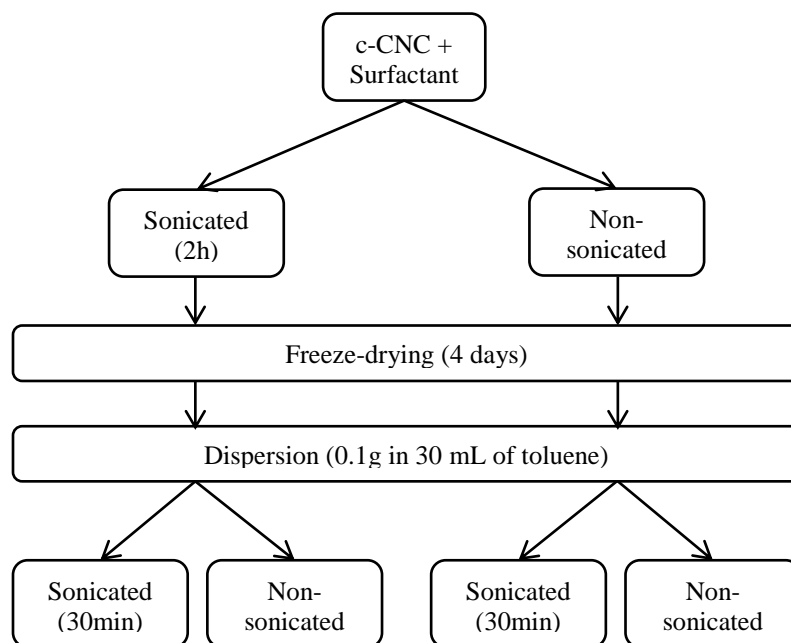 c-CNC +
Surfactant
Sonicated
(2h)
Non-
sonicated
Freeze-drying (4 days)
Dispersion (0.1g in 30 mL of toluene)
Sonicated
(30min)
Non-
sonicated
Sonicated
(30min)
Non-
sonicated